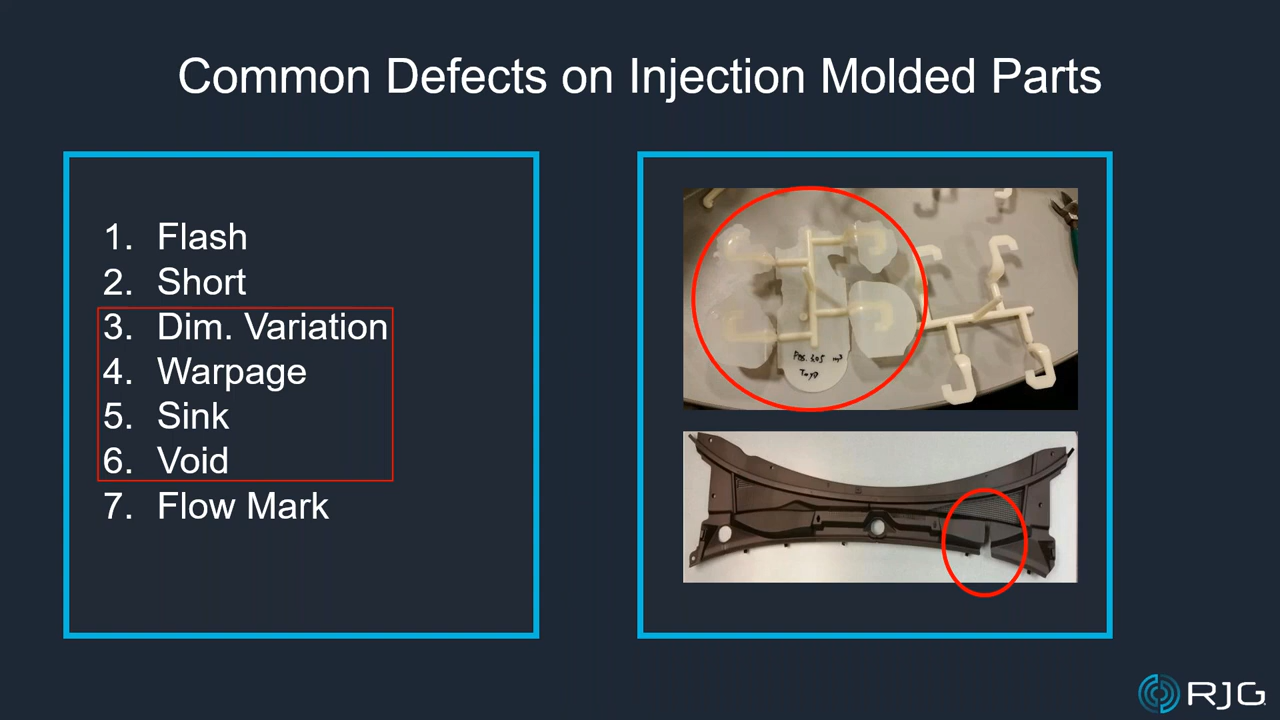 Common Defects on Injection Molded Parts
1. Flash
2. Short
3. Dim. Variation
4. Warpage
5. Sink
6. Void
7. Flow Mark
RJG